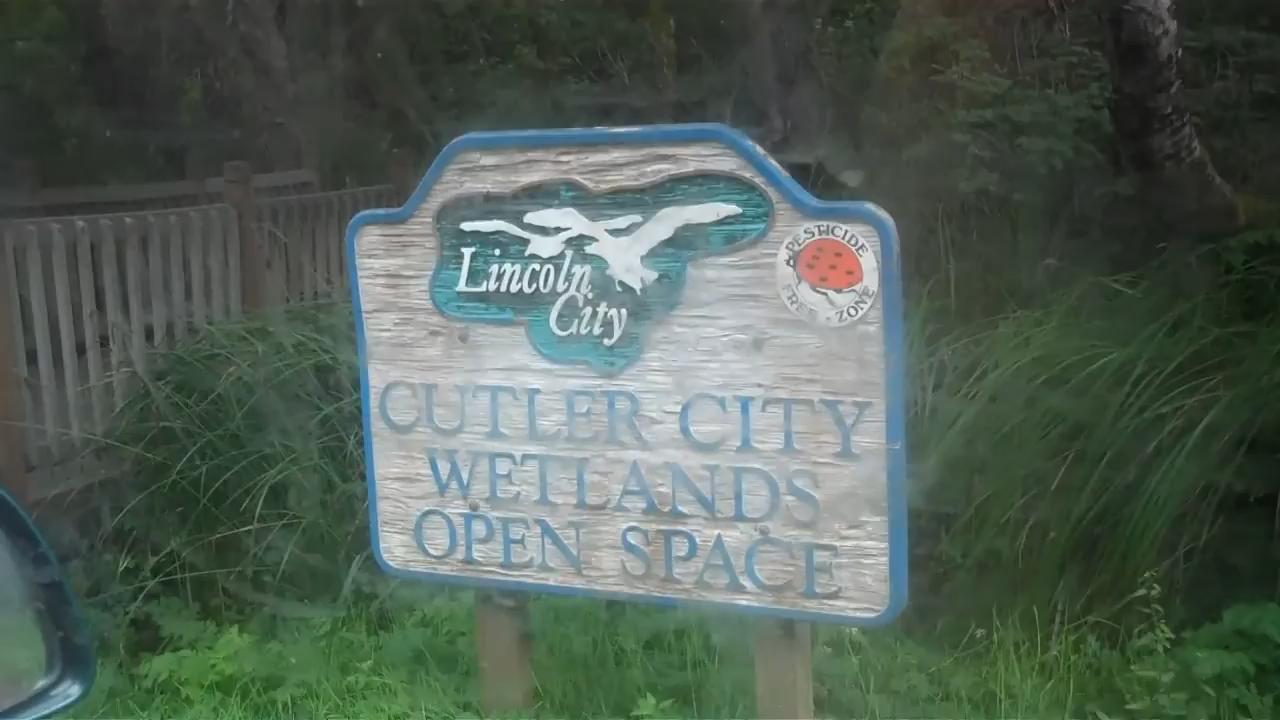 Lincoln
City
PESTICIDE
FREE • ZONE
CUTLER CITY
WETLANDS
OPEN SPACE